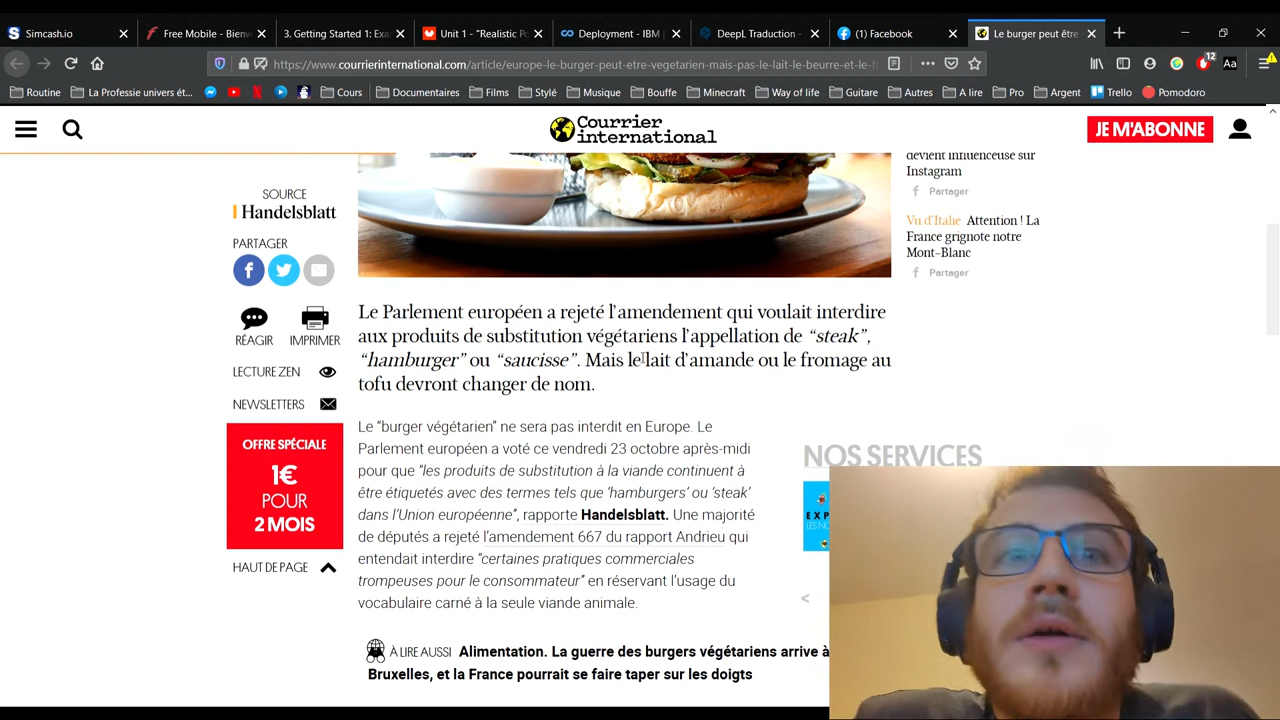 Simcash.io
Free Mobile - Bienv
3. Getting Started 1: Exa
Unit 1 - "Realistic Po
Deployment - IBM
DeepL Traduction -
(1) Facebook
Le burger peut être
https://www.courrierinternational.com/article/europe-le-burger-peut-etre-vegetarien-mais-pas-le-lait-le-beurre-et-le-fr
12
Aa
Routine
La Professie univers ét...
Cours
Documentaires
Films
Stylé
Musique
Bouffe
Minecraft
Way of life
Guitare
Autres
A lire
Pro
Argent
Trello
Pomodoro
Courrier
international
JE M'ABONNE
SOURCE
Handelsblatt
PARTAGER
RÉAGIR
IMPRIMER
LECTURE ZEN
NEWSLETTERS
OFFRE SPÉCIALE
1€
POUR
2 MOIS
HAUT DE PAGE
Le Parlement européen a rejeté l’amendement qui voulait interdire
aux produits de substitution végétariens l’appellation de “steak”,
“hamburger” ou “saucisse”. Mais le lait d’amande ou le fromage au
tofu devront changer de nom.
Le “burger végétarien” ne sera pas interdit en Europe. Le
Parlement européen a voté ce vendredi 23 octobre après-midi
pour que “les produits de substitution à la viande continuent à
être étiquetés avec des termes tels que ‘hamburgers’ ou ‘steak’
dans l’Union européenne”, rapporte Handelsblatt. Une majorité
de députés a rejeté l’amendement 667 du rapport Andrieu qui
entendait interdire “certaines pratiques commerciales
trompeuses pour le consommateur” en réservant l’usage du
vocabulaire carné à la seule viande animale.
À LIRE AUSSI Alimentation. La guerre des burgers végétariens arrive à
Bruxelles, et la France pourrait se faire taper sur les doigts
devient influenceuse sur
Instagram
Partager
Vu d’Italie Attention ! La
France grignote notre
Mont-Blanc
Partager
NOS SERVICES
EXP